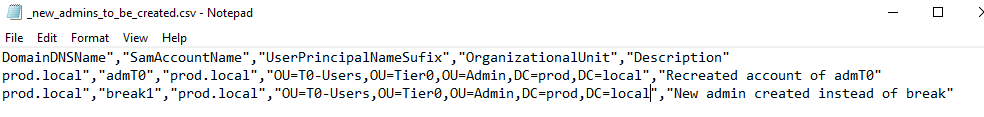 _new_admins_to_be_created.csv - Notepad
File Edit Format View Help
DomainDNSName","SamAccountName","UserPrincipalNameSufix","OrganizationalUnit","Description"
prod.local","admT0","prod.local","OU=T0-Users,OU=Tier0,OU=Admin,DC=prod,DC=local","Recreated account of admT0"
prod.local","break1","prod.local","OU=T0-Users,OU=Tier0,OU=Admin,DC=prod,DC=local","New admin created instead of break"